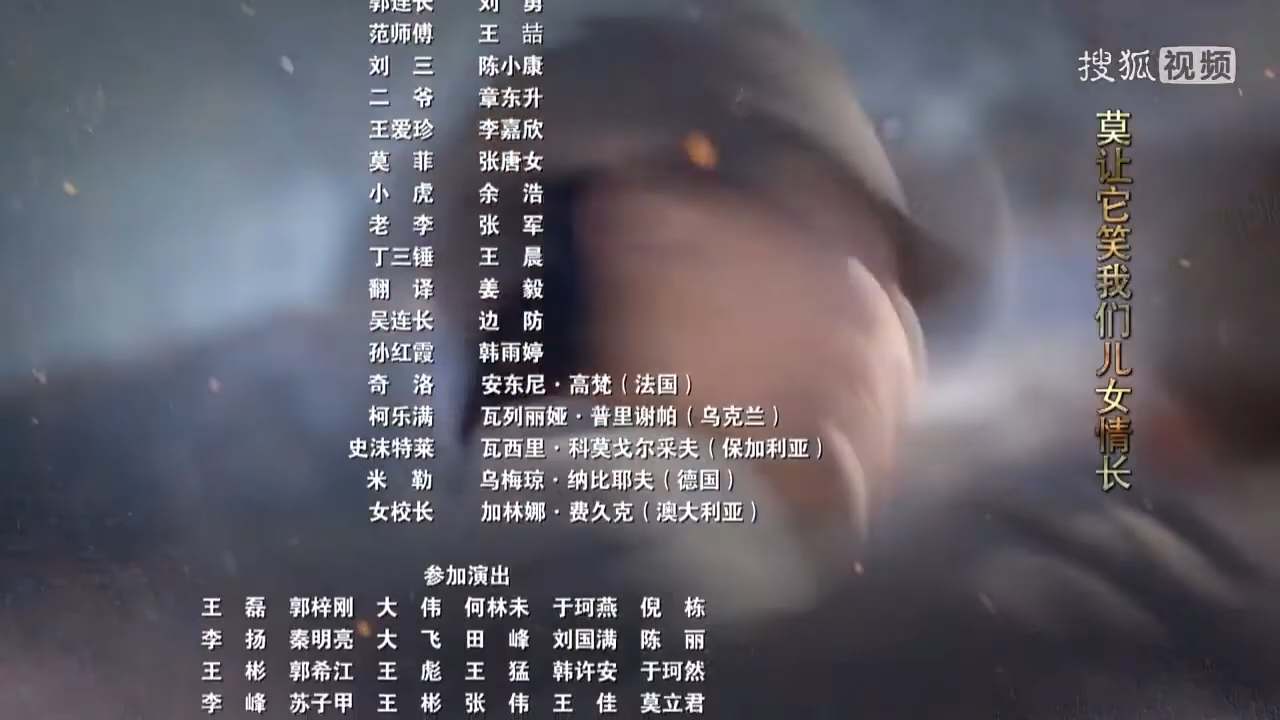 郭连长 刘 勇
范师傅 王 喆
刘 三 陈小康
二 爷 章东升
王爱珍 李嘉欣
莫 菲 张唐女
小 虎 余 浩
老 李 张 军
丁三锤 王 晨
翻 译 姜 毅
吴连长 边 防
孙红霞 韩雨婷
奇 洛 安东尼·高梵（法国）
柯乐满 瓦列丽娅·普里谢帕（乌克兰）
史沫特莱 瓦西里·科莫戈尔采夫（保加利亚）
米 勒 乌梅琼·纳比耶夫（德国）
女校长 加林娜·费久克（澳大利亚）
参加演出
王 磊 郭梓刚 大 伟 何林未 于珂燕 倪 栋
李 扬 秦明亮 大 飞 田 峰 刘国满 陈 丽
王 彬 郭希江 王 彪 王 猛 韩许安 于珂然
李 峰 苏子甲 王 彬 张 伟 王 佳 莫立君
搜狐视频
莫让它笑我们儿女情长